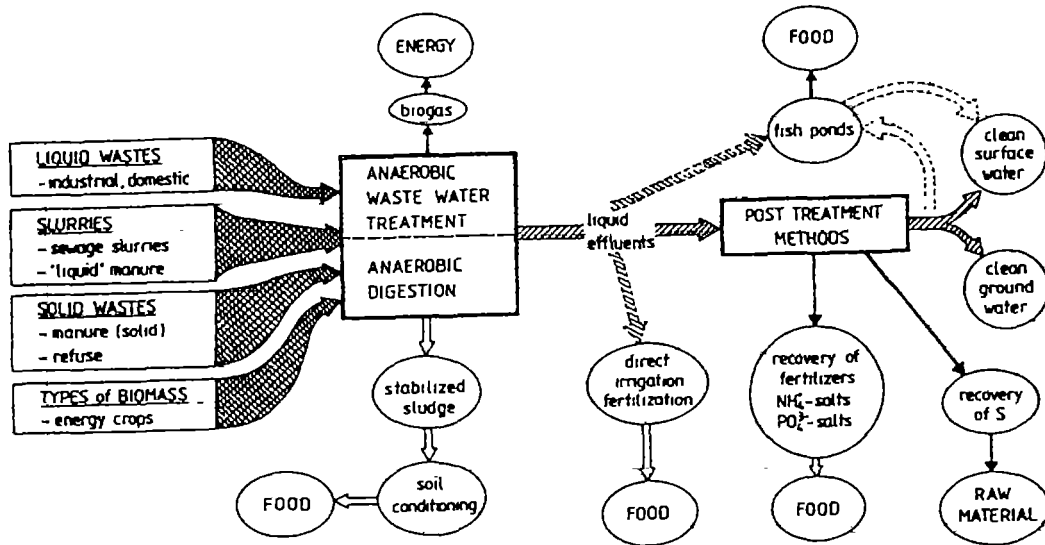 ENERGY
biogas
LIQUID WASTES
- industrial, domestic
SLURRIES
- sewage slurries
- "liquid" manure
SOLID WASTES
- manure (solid)
- refuse
TYPES of BIOMASS
- energy crops
ANAEROBIC
WASTE WATER
TREATMENT
ANAEROBIC
DIGESTION
stabilized
sludge
soil
conditioning
FOOD
liquid
effluents
FOOD
fish ponds
clean
surface
water
POST TREATMENT
METHODS
clean
ground
water
direct
irrigation
fertilization
FOOD
recovery of
fertilizers
NH₄⁺-salts
PO₄³⁻-salts
FOOD
recovery
of S
RAW
MATERIAL